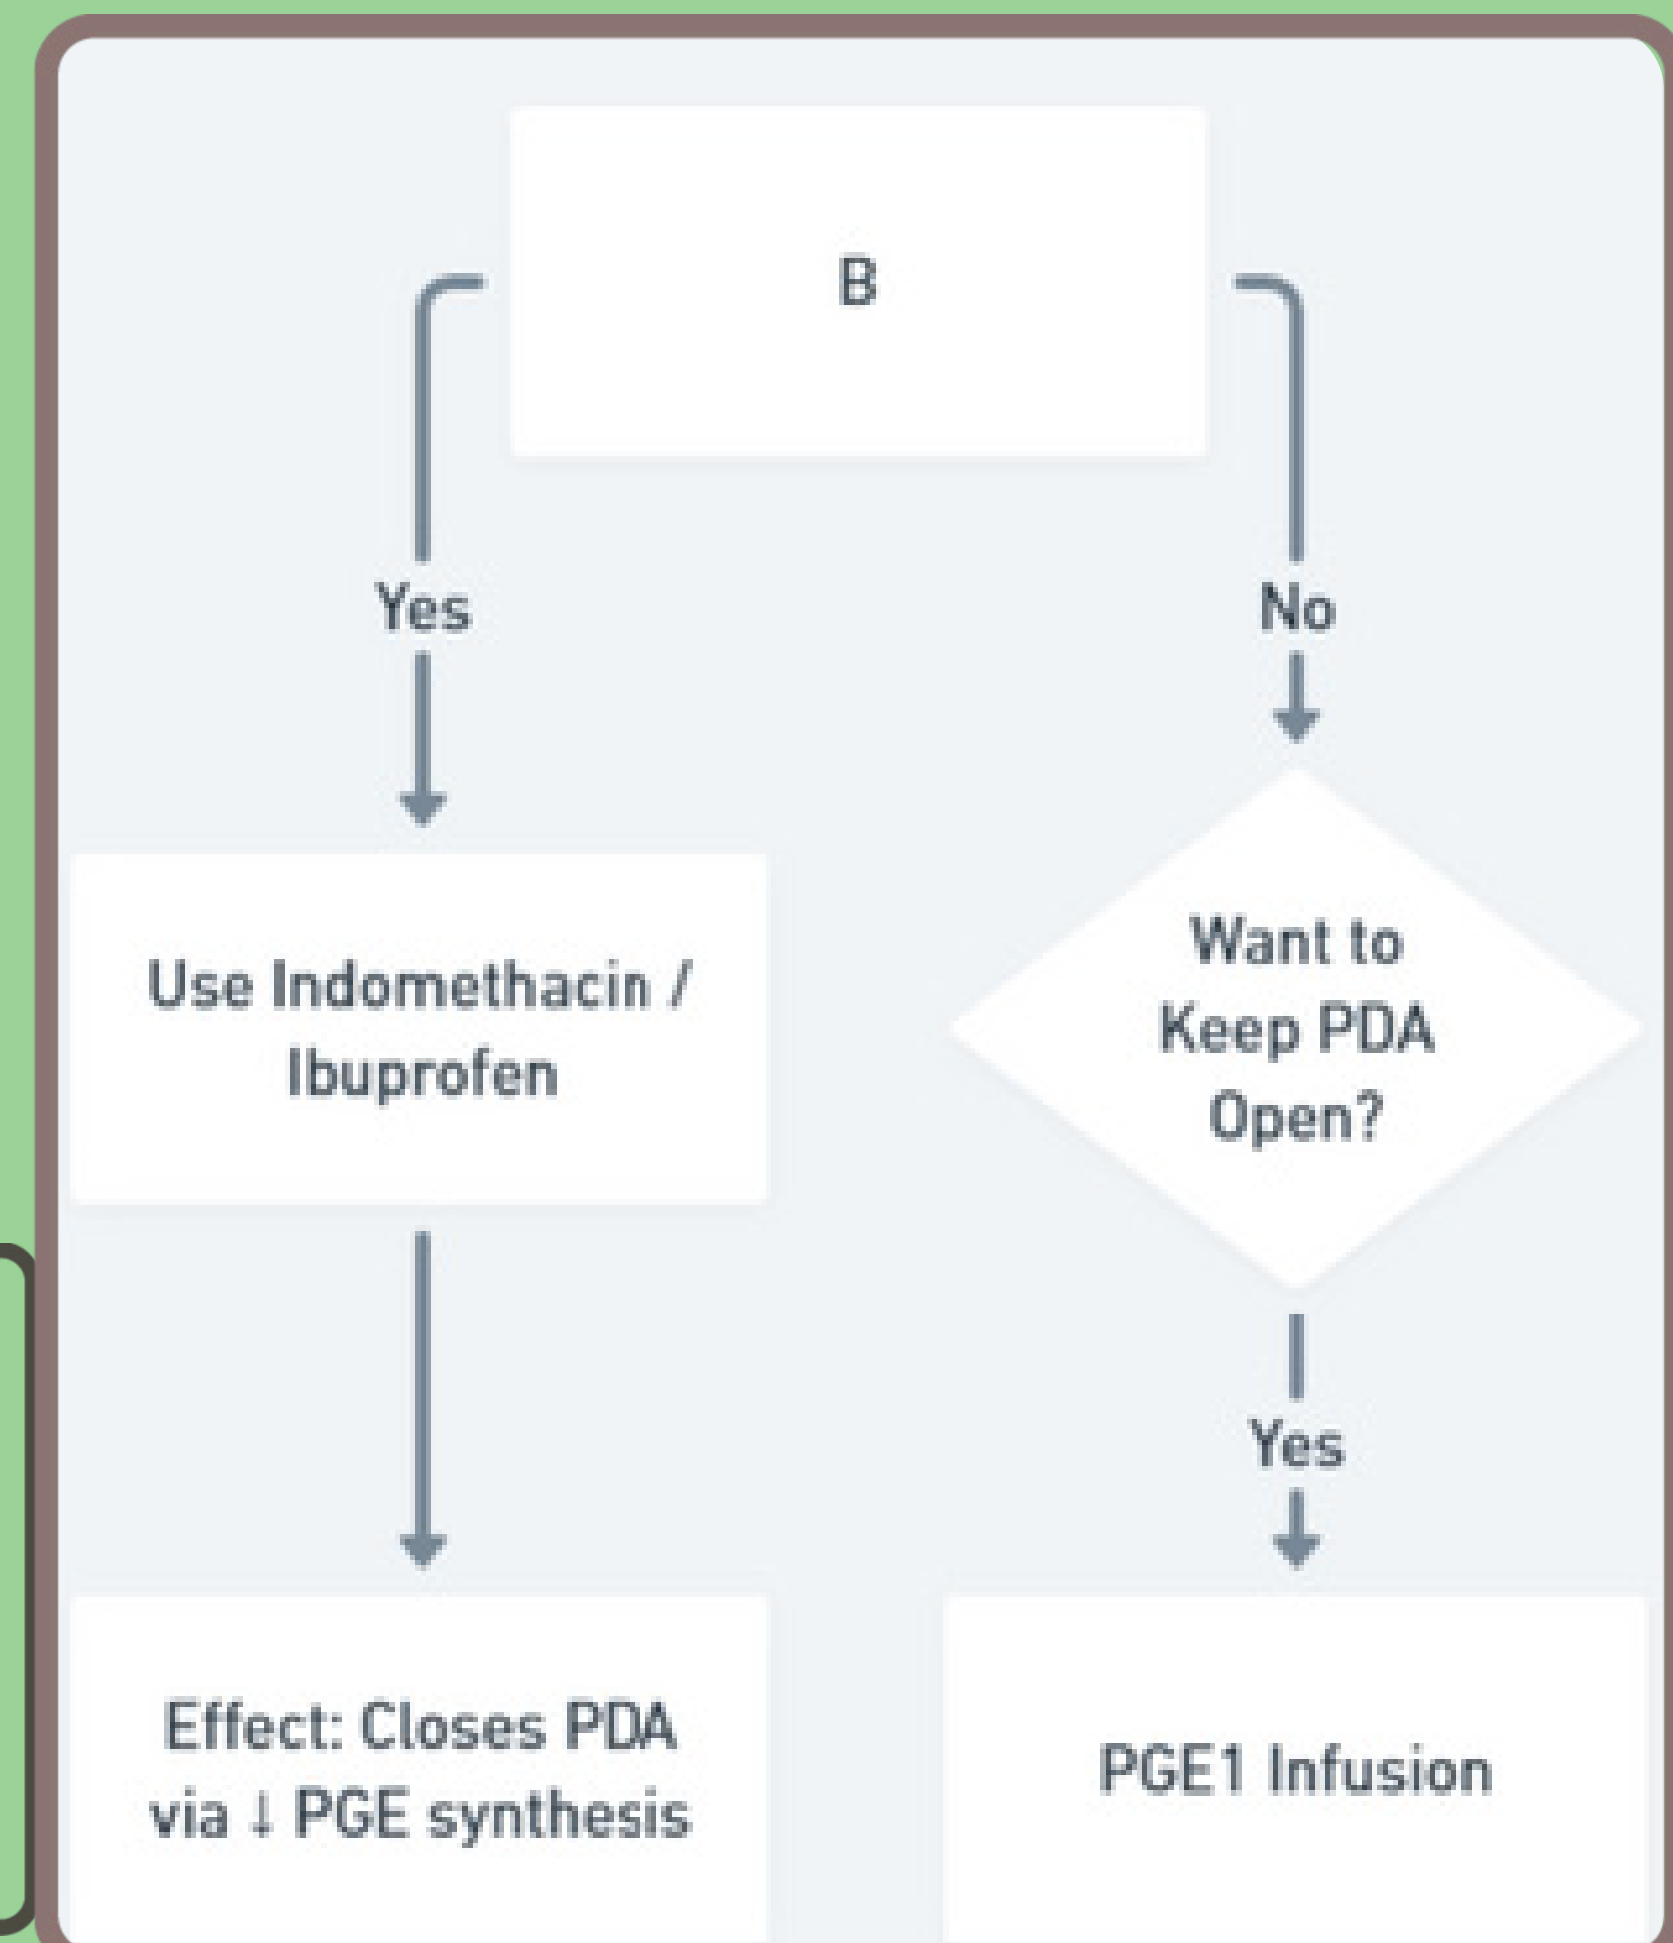 B
Yes
No
Use Indomethacin /
Ibuprofen
Want to
Keep PDA
Open?
Yes
Effect: Closes PDA
via ↓ PGE synthesis
PGE1 Infusion